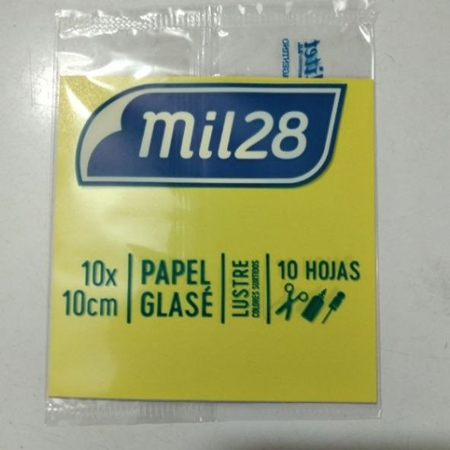 mil28
10x
10cm
PAPEL
GLASÉ
LUSTRE
COLORES SURTIDOS
10 HOJAS